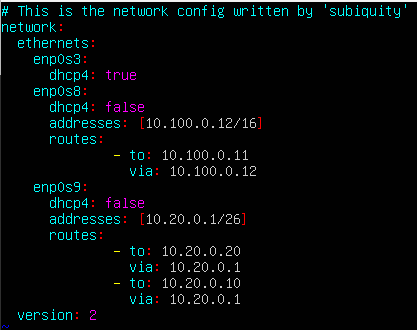 # This is the network config written by 'subiquity'
network:
  ethernets:
    enp0s3:
      dhcp4: true
    enp0s8:
      dhcp4: false
      addresses: [10.100.0.12/16]
      routes:
              - to: 10.100.0.11
                via: 10.100.0.12
    enp0s9:
      dhcp4: false
      addresses: [10.20.0.1/26]
      routes:
              - to: 10.20.0.20
                via: 10.20.0.1
              - to: 10.20.0.10
                via: 10.20.0.1
  version: 2